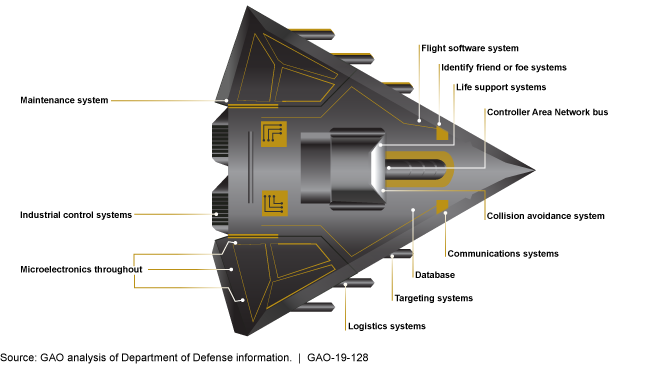 Flight software system
Identify friend or foe systems
Life support systems
Maintenance system
Controller Area Network bus
Industrial control systems
Collision avoidance system
Communications systems
Microelectronics throughout
Database
Targeting systems
Logistics systems
Source: GAO analysis of Department of Defense information. | GAO-19-128